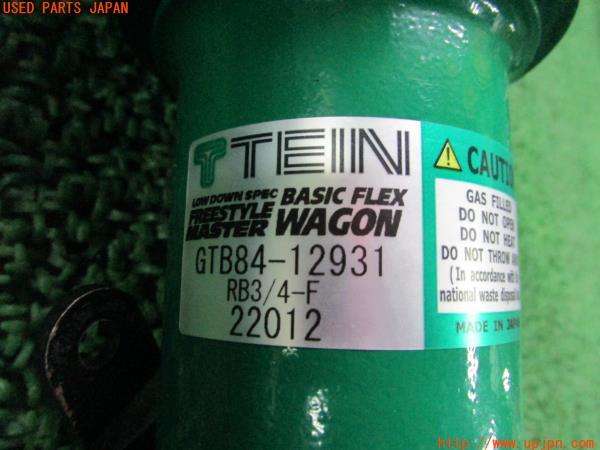 USED PARTS JAPAN
TEIN
LOW DOWN SPEC BASIC FLEX
FREESTYLE
MASTER WAGON
GTB84-12931
RB3/4-F
22012
CAUTION
GAS FILLED
DO NOT OPEN
DO NOT HEAT
DO NOT THROW
(In accordance with
national waste disposal
MADE IN JAPAN
http://www.upjpn.com/